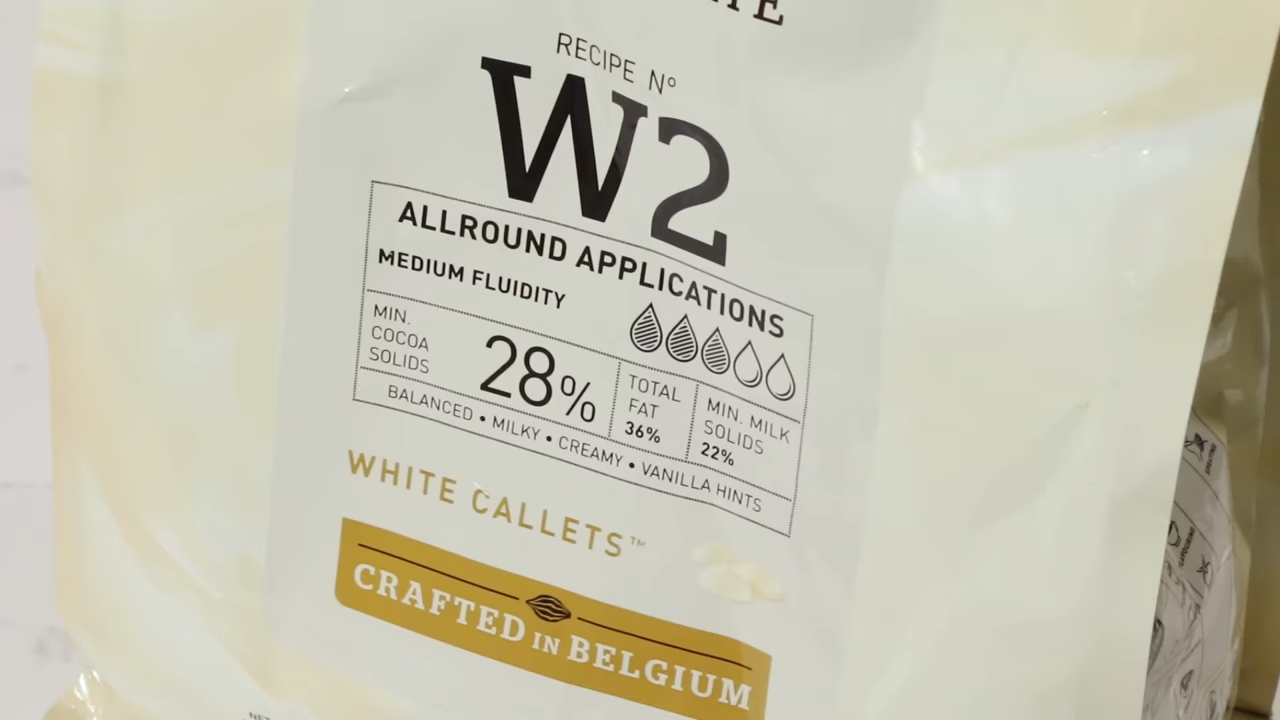 RECIPE Nº
W2
ALLROUND APPLICATIONS
MEDIUM FLUIDITY
MIN. COCOA SOLIDS
28%
TOTAL FAT
36%
MIN. MILK SOLIDS
22%
BALANCED • MILKY • CREAMY • VANILLA HINTS
WHITE CALLETS™
CRAFTED IN BELGIUM